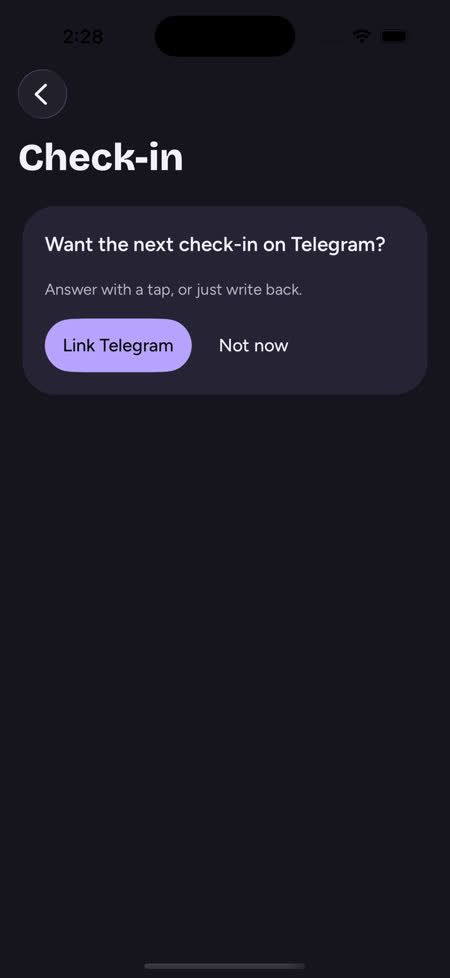 2:28
Check-in
Want the next check-in on Telegram?
Answer with a tap, or just write back.
Link Telegram
Not now